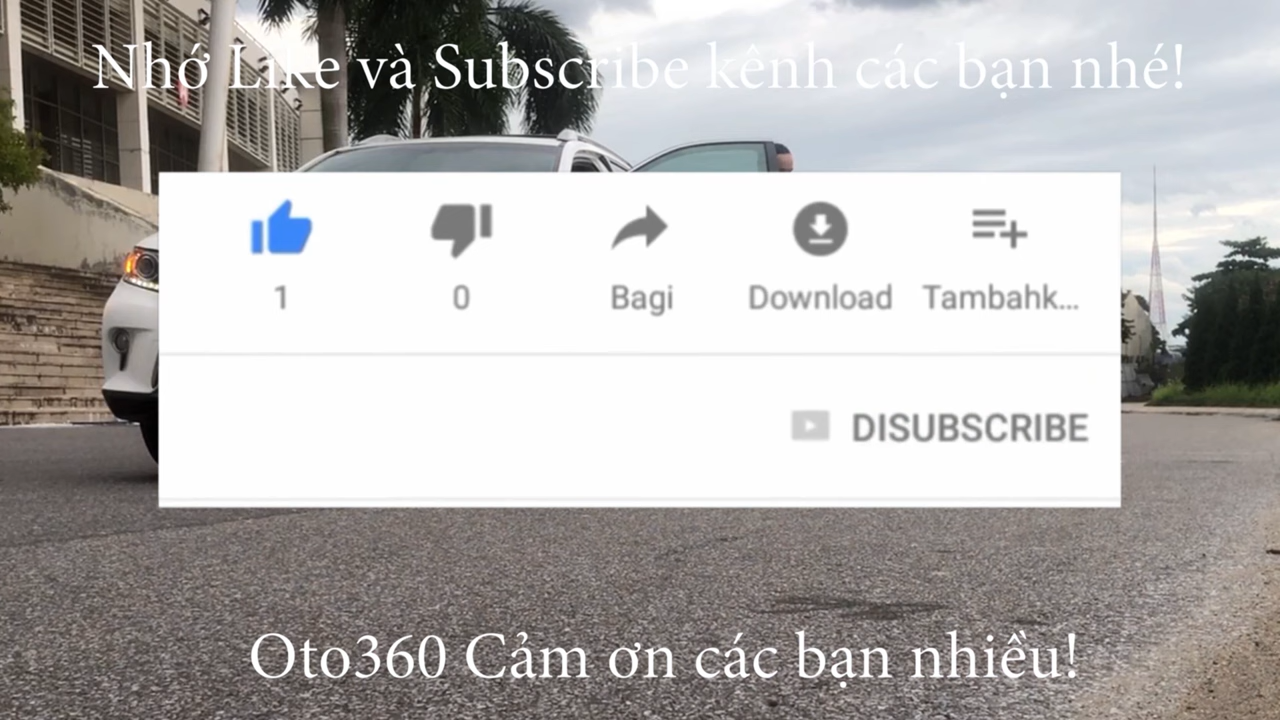 Nhớ Like và Subscribe kênh các bạn nhé!
1 0 Bagi Download Tambahk...
DISUBSCRIBE
Oto360 Cảm ơn các bạn nhiều!